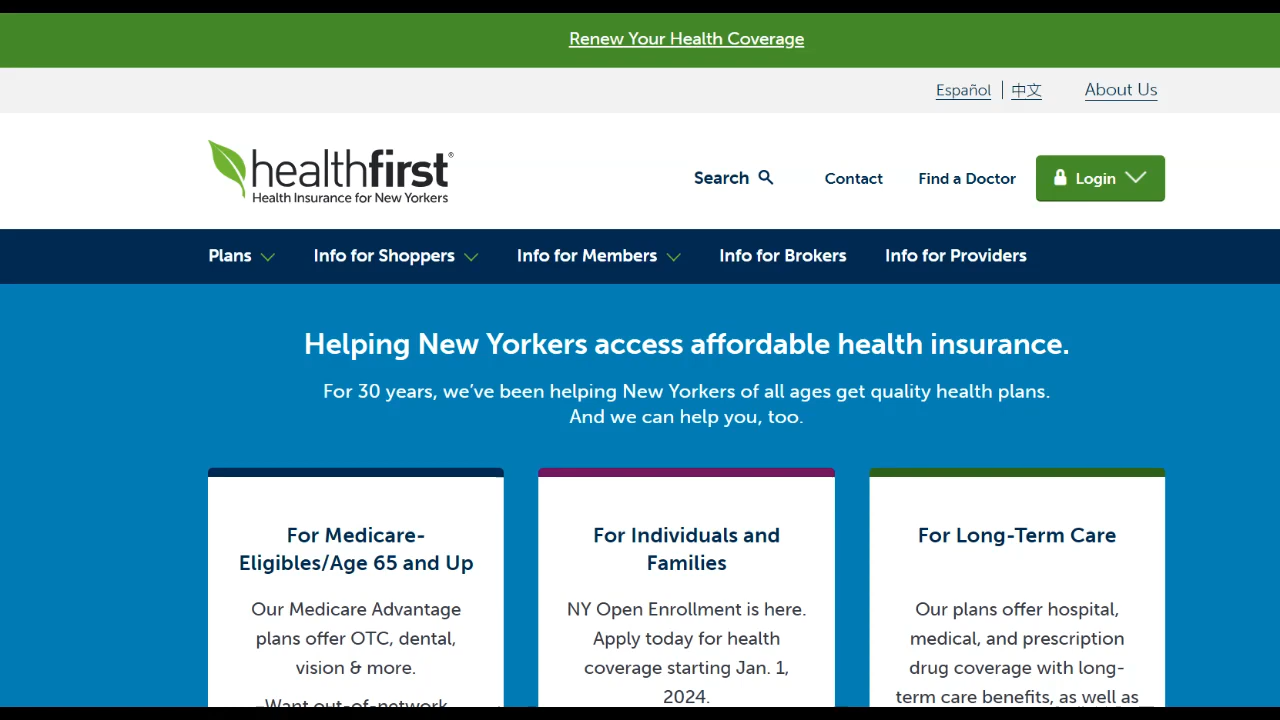 Renew Your Health Coverage
Español | 中文 About Us
healthfirst®
Health Insurance for New Yorkers
Search Contact Find a Doctor Login
Plans Info for Shoppers Info for Members Info for Brokers Info for Providers
Helping New Yorkers access affordable health insurance.
For 30 years, we've been helping New Yorkers of all ages get quality health plans.
And we can help you, too.
For Medicare-
Eligibles/Age 65 and Up
Our Medicare Advantage
plans offer OTC, dental,
vision & more.
Want out-of-network
For Individuals and
Families
NY Open Enrollment is here.
Apply today for health
coverage starting Jan. 1,
2024.
For Long-Term Care
Our plans offer hospital,
medical, and prescription
drug coverage with long-
term care benefits, as well as